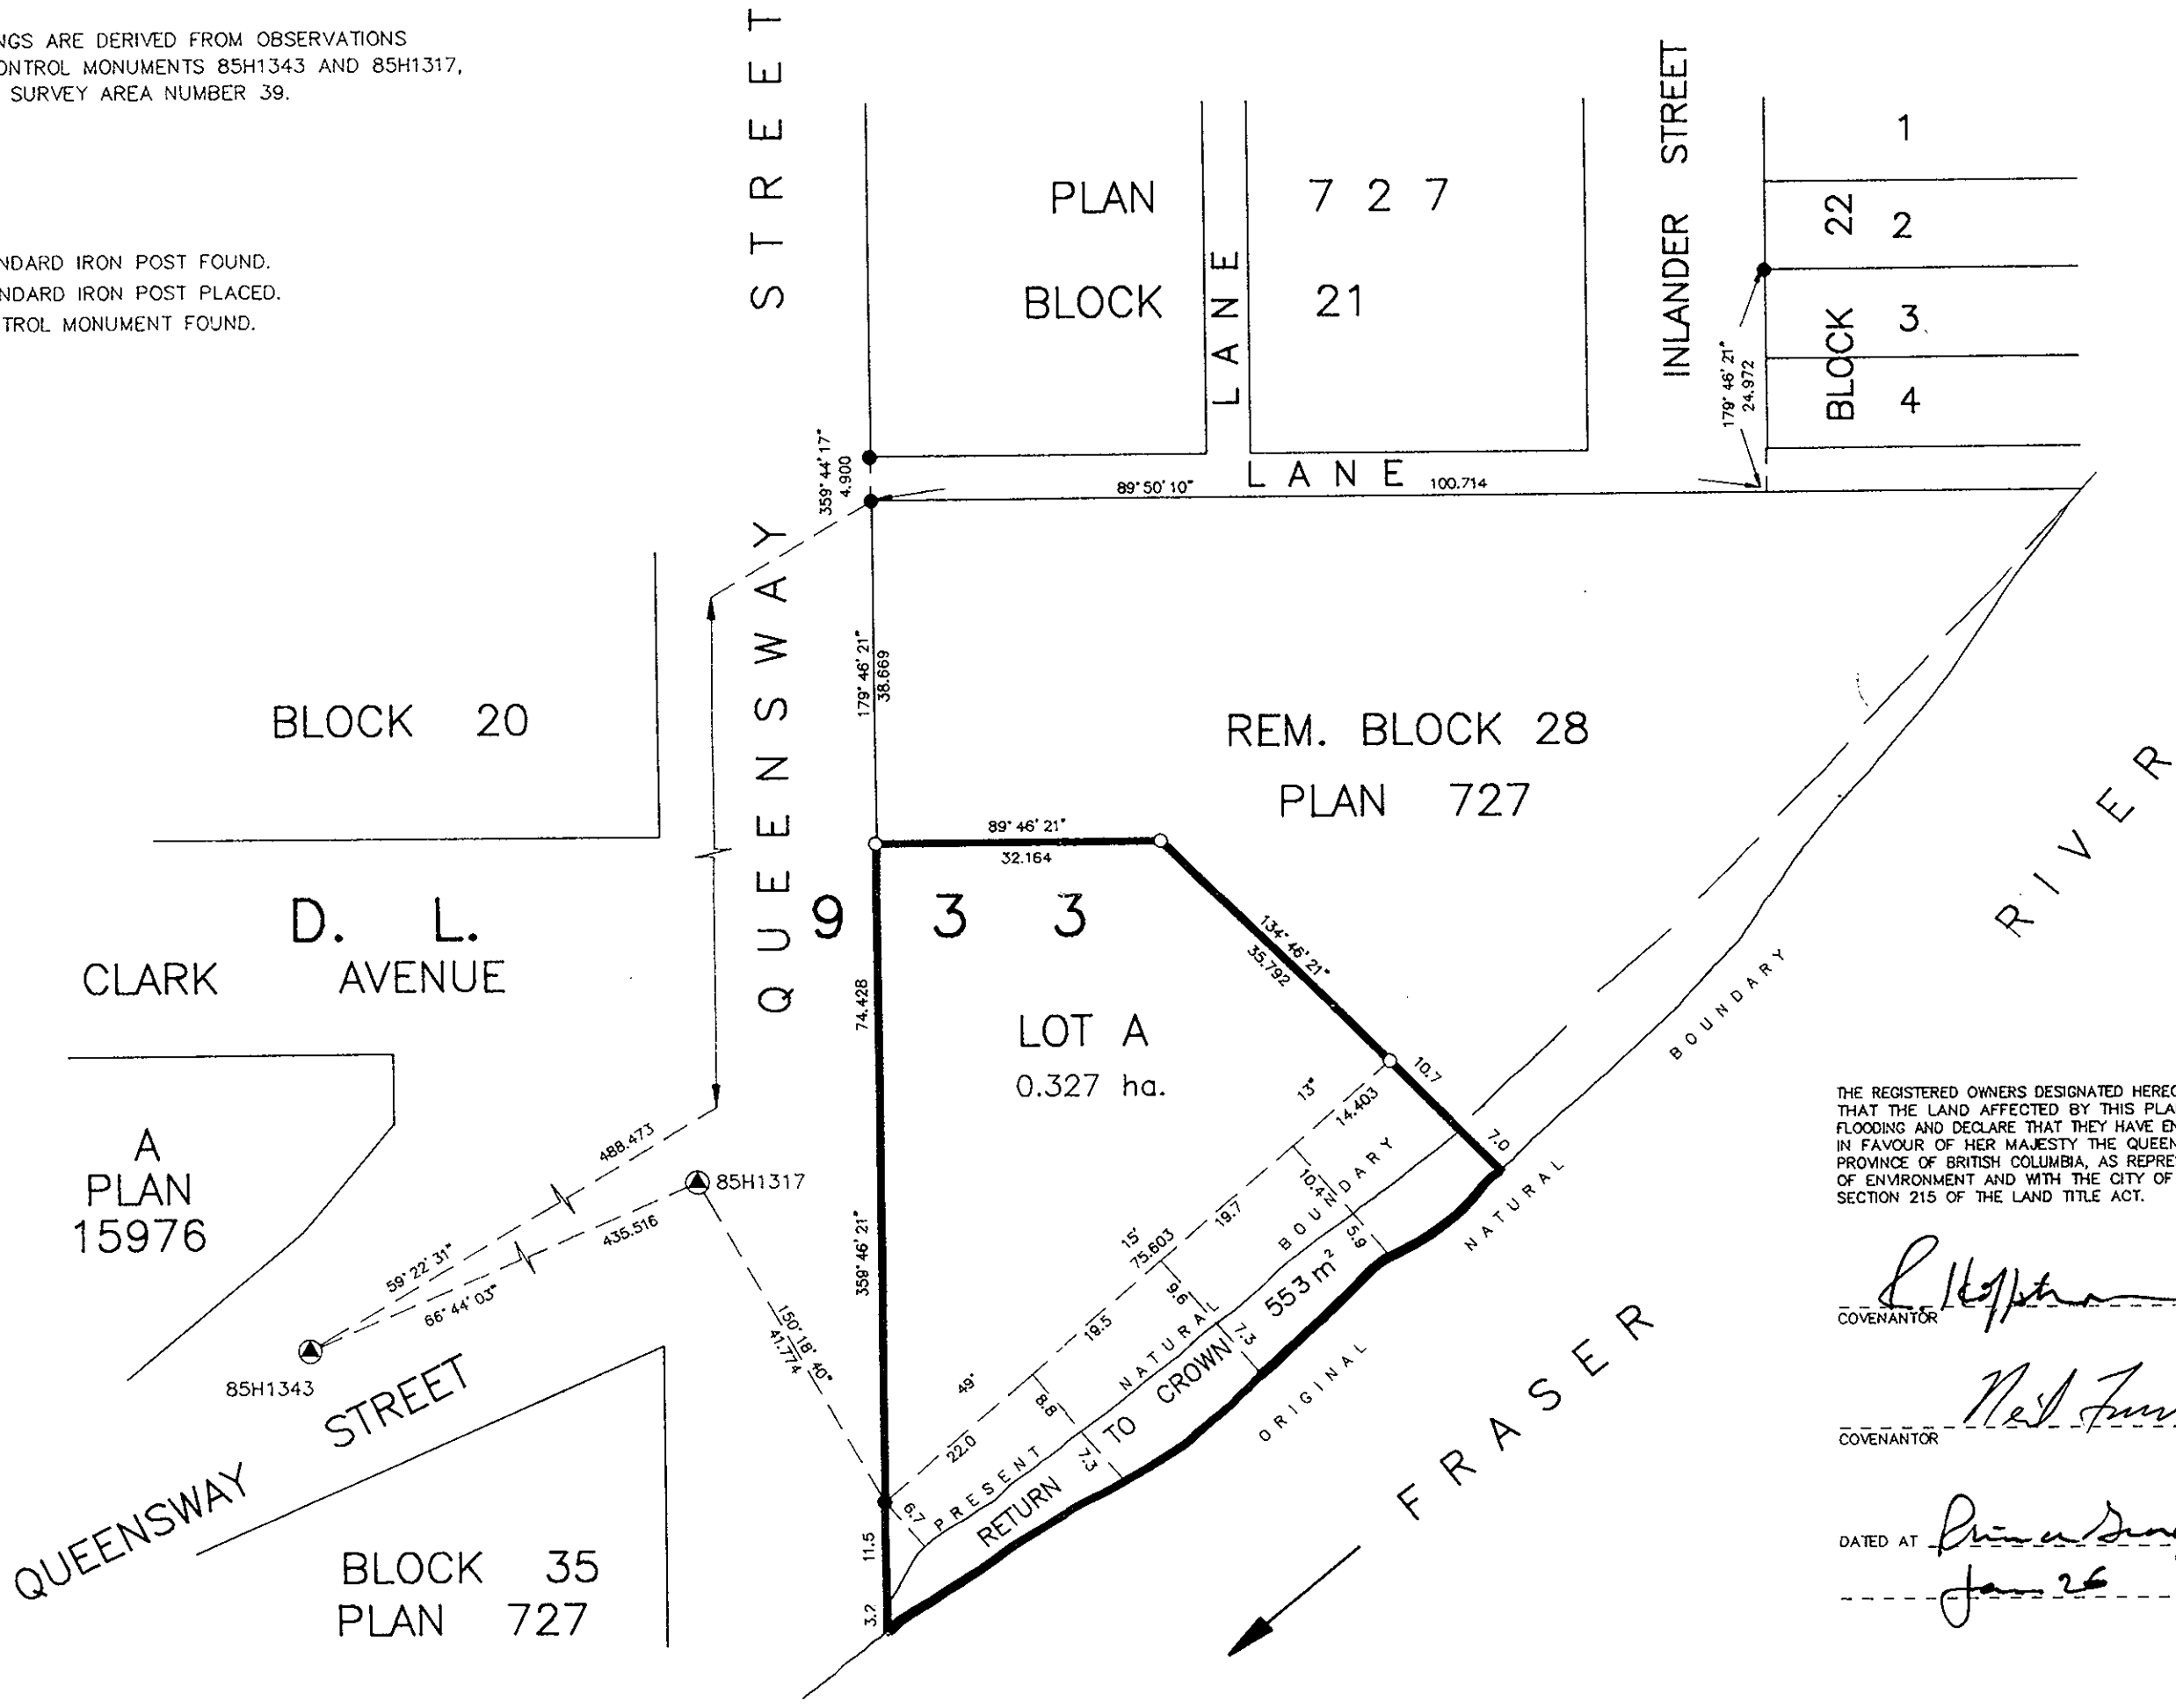 NGS ARE DERIVED FROM OBSERVATIONS
ONTROL MONUMENTS 85H1343 AND 85H1317,
SURVEY AREA NUMBER 39.
NDARD IRON POST FOUND.
NDARD IRON POST PLACED.
TROL MONUMENT FOUND.
QUEENSWAY STREET
PLAN 7 2 7
BLOCK 21
LANE
INLANDER STREET
BLOCK 22
1
2
3
4
179° 46' 21"
24.972
359° 44' 17"
4.900
LANE
89° 50' 10"
100.714
179° 46' 21"
38.669
BLOCK 20
REM. BLOCK 28
PLAN 727
89° 46' 21"
32.164
D. L. 9 3 3
CLARK AVENUE
134° 46' 21"
35.792
74.428
359° 46' 21"
LOT A
0.327 ha.
A
PLAN
15976
488.473
59° 22' 31"
435.516
66° 44' 03"
85H1317
85H1343
150° 18' 40"
41.774
10.7
7.0
13"
14.403
10.4
5.9
19.7
15'
75.603
9.6
7.3
19.5
49°
8.8
7.3
22.0
6.7
11.5
3.2
PRESENT NATURAL BOUNDARY
RETURN TO CROWN 553 m²
ORIGINAL NATURAL BOUNDARY
FRASER RIVER
QUEENSWAY STREET
BLOCK 35
PLAN 727
THE REGISTERED OWNERS DESIGNATED HEREO
THAT THE LAND AFFECTED BY THIS PLA
FLOODING AND DECLARE THAT THEY HAVE EN
IN FAVOUR OF HER MAJESTY THE QUEEN
PROVINCE OF BRITISH COLUMBIA, AS REPRE
OF ENVIRONMENT AND WITH THE CITY OF
SECTION 215 OF THE LAND TITLE ACT.
COVENANTOR
Neil
COVENANTOR
DATED AT Prince
Jan 26